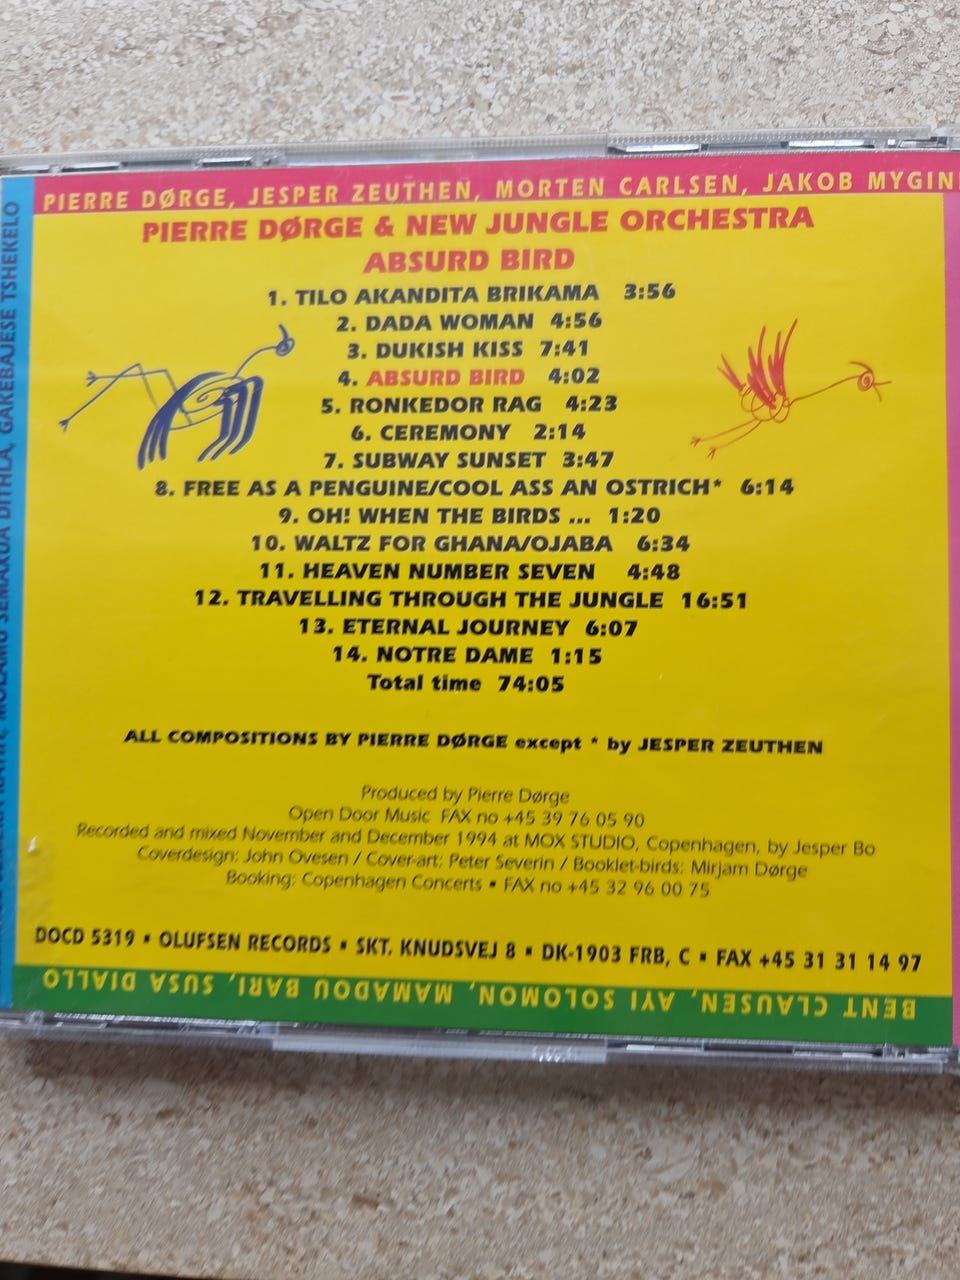 PIERRE DØRGE, JESPER ZEUTHEN, MORTEN CARLSEN, JAKOB
PIERRE DØRGE & NEW JUNGLE ORCHESTRA
ABSURD BIRD
1. TILO AKANDITA BRIKAMA 3:56
2. DADA WOMAN 4:56
3. DUKISH KISS 7:41
4. ABSURD BIRD 4:02
5. RONKEDOR RAG 4:23
6. CEREMONY 2:14
7. SUBWAY SUNSET 3:47
8. FREE AS A PENGUINE/COOL ASS AN OSTRICH* 6:14
9. OH! WHEN THE BIRDS ... 1:20
10. WALTZ FOR GHANA/OJABA 6:34
11. HEAVEN NUMBER SEVEN 4:48
12. TRAVELLING THROUGH THE JUNGLE 16:51
13. ETERNAL JOURNEY 6:07
14. NOTRE DAME 1:15
Total time 74:05
ALL COMPOSITIONS BY PIERRE DØRGE except * by JESPER ZEUTHEN
Produced by Pierre Dørge
Open Door Music FAX no +45 39 76 05 90
Recorded and mixed November and December 1994 at MOX STUDIO, Copenhagen, by Jesper Bo
Coverdesign: John Ovesen / Cover-art: Peter Severin / Booklet-birds: Mirjam Dørge
Booking: Copenhagen Concerts ▪ FAX no +45 32 96 00 75
DOCD 5319 ▪ OLUFSEN RECORDS ▪ SKT. KNUDSVEJ 8 ▪ DK-1903 FRB, C ▪ FAX +45 31 31 14 97
BENT CLAUSEN, AYI SOLOMON, MAMADOU BARI, SUSA DIALLO
MOLAMU SEMAXUA DITHLA, GAKEBAJESE TSHEKELO